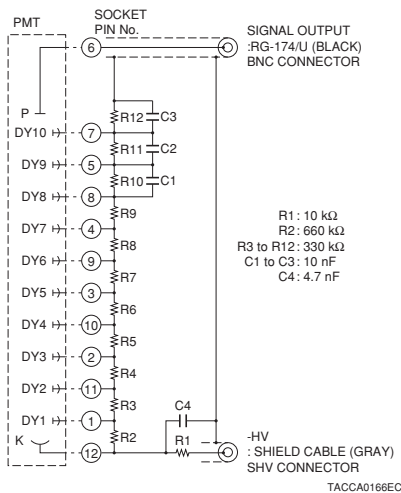 PMT
SOCKET
PIN No.
SIGNAL OUTPUT
:RG-174/U (BLACK)
BNC CONNECTOR
6
P
R12 C3
DY10 7
R11 C2
DY9 5
R10 C1
DY8 8
R9
DY7 4
R8
DY6 9
R7
DY5 3
R6
DY4 10
R5
DY3 2
R4
DY2 11
R3
DY1 1
R2
K
12
C4
R1
R1: 10 kΩ
R2: 660 kΩ
R3 to R12: 330 kΩ
C1 to C3: 10 nF
C4: 4.7 nF
-HV
: SHIELD CABLE (GRAY)
SHV CONNECTOR
TACCA0166EC